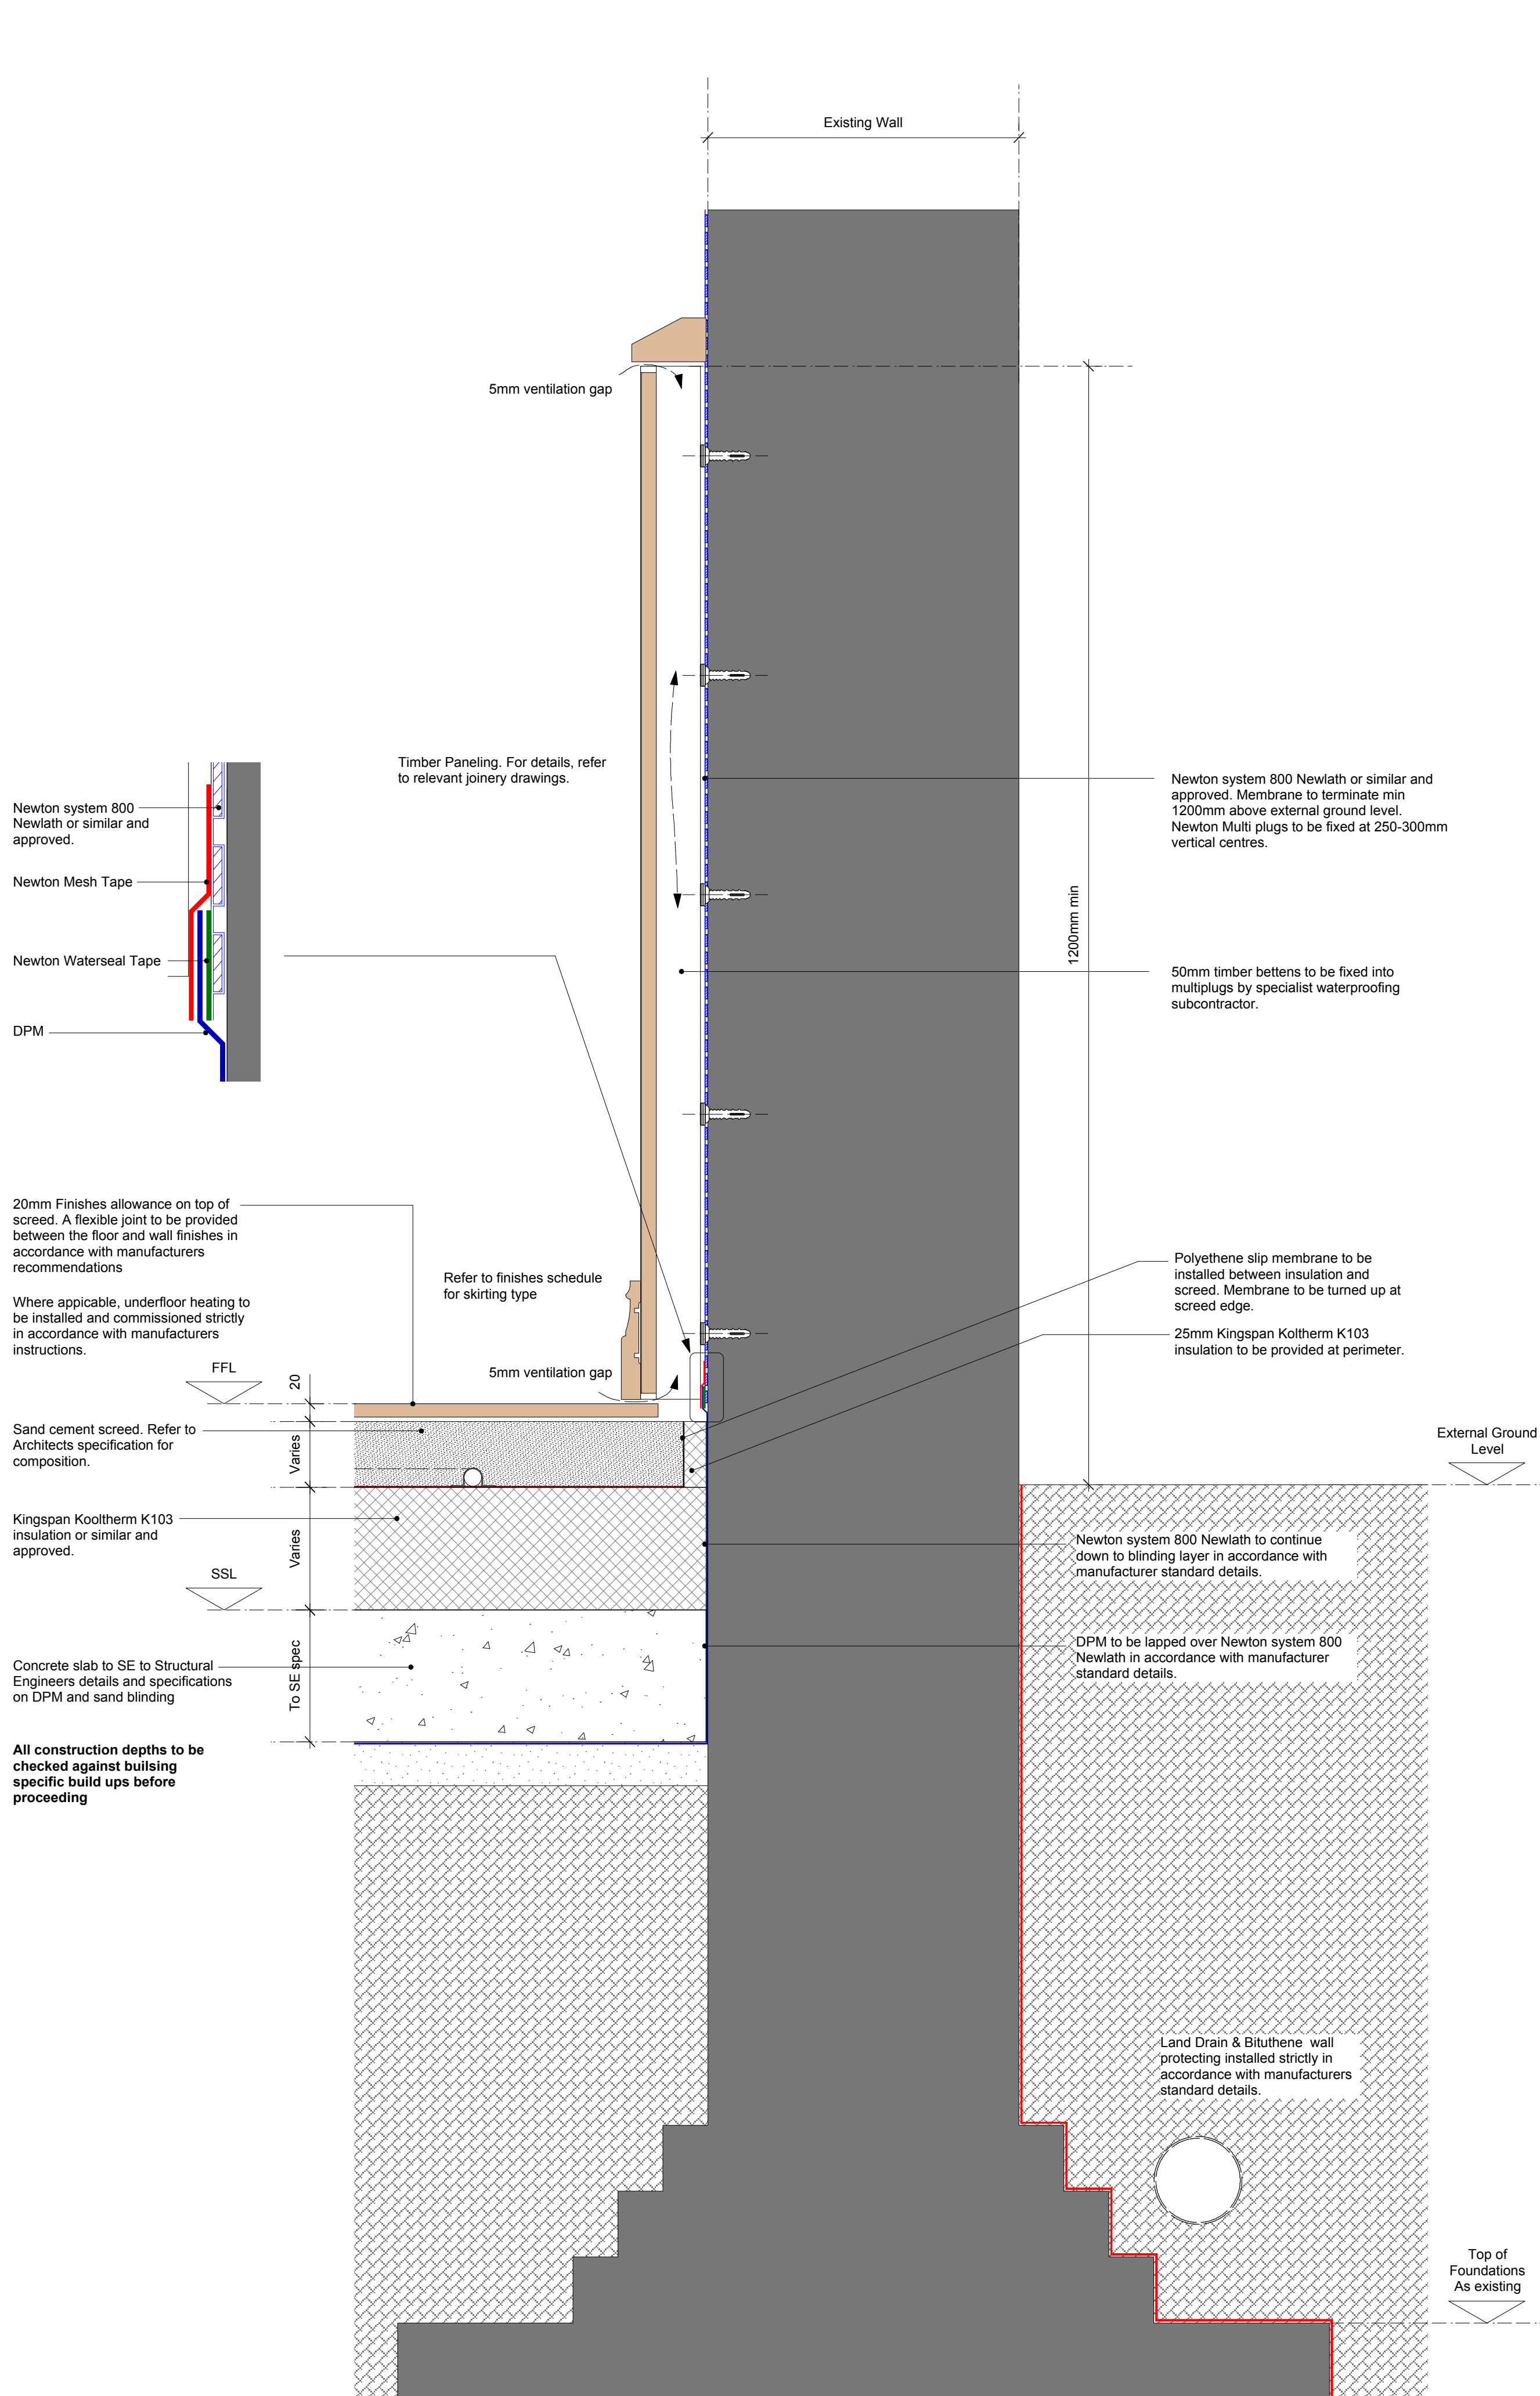 Existing Wall
5mm ventilation gap
Timber Paneling. For details, refer
to relevant joinery drawings.
Newton system 800
Newlath or similar and
approved.
Newton Mesh Tape
Newton Waterseal Tape
DPM
Newton system 800 Newlath or similar and
approved. Membrane to terminate min
1200mm above external ground level.
Newton Multi plugs to be fixed at 250-300mm
vertical centres.
1200mm min
50mm timber bettens to be fixed into
multiplugs by specialist waterproofing
subcontractor.
20mm Finishes allowance on top of
screed. A flexible joint to be provided
between the floor and wall finishes in
accordance with manufacturers
recommendations
Where appicable, underfloor heating to
be installed and commissioned strictly
in accordance with manufacturers
instructions.
Refer to finishes schedule
for skirting type
Polyethene slip membrane to be
installed between insulation and
screed. Membrane to be turned up at
screed edge.
25mm Kingspan Koltherm K103
insulation to be provided at perimeter.
5mm ventilation gap
FFL
20
Sand cement screed. Refer to
Architects specification for
composition.
Varies
External Ground
Level
Kingspan Kooltherm K103
insulation or similar and
approved.
Varies
SSL
Newton system 800 Newlath to continue
down to blinding layer in accordance with
manufacturer standard details.
DPM to be lapped over Newton system 800
Newlath in accordance with manufacturer
standard details.
Concrete slab to SE to Structural
Engineers details and specifications
on DPM and sand blinding
To SE spec
All construction depths to be
checked against builsing
specific build ups before
proceeding
Land Drain & Bituthene wall
protecting installed strictly in
accordance with manufacturers
standard details.
Top of
Foundations
As existing